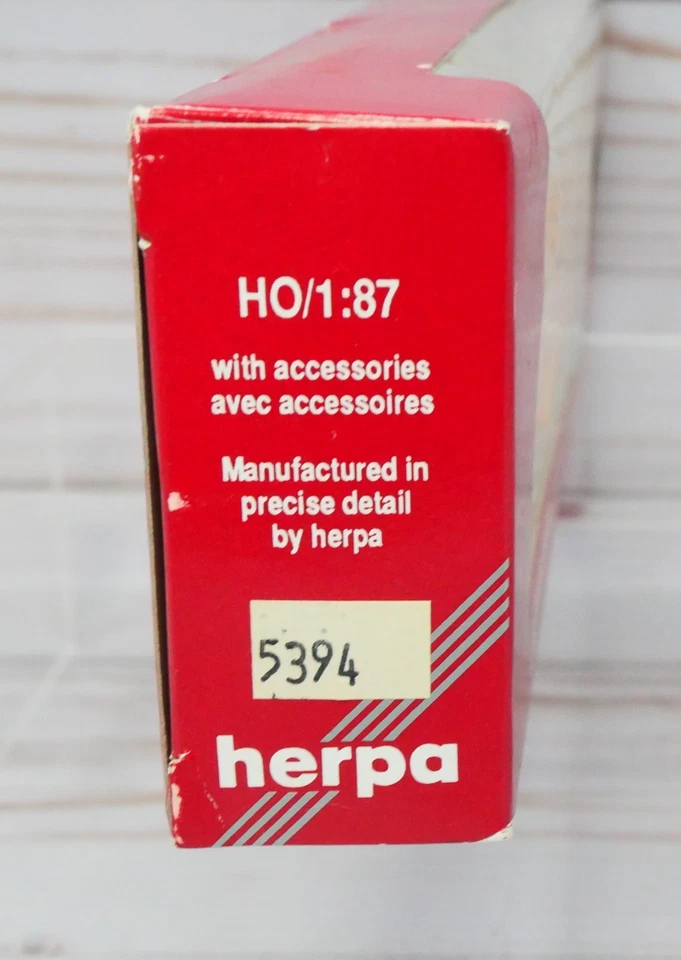 HO/1:87
with accessories
avec accessoires
Manufactured in
precise detail
by herpa
5394
herpa